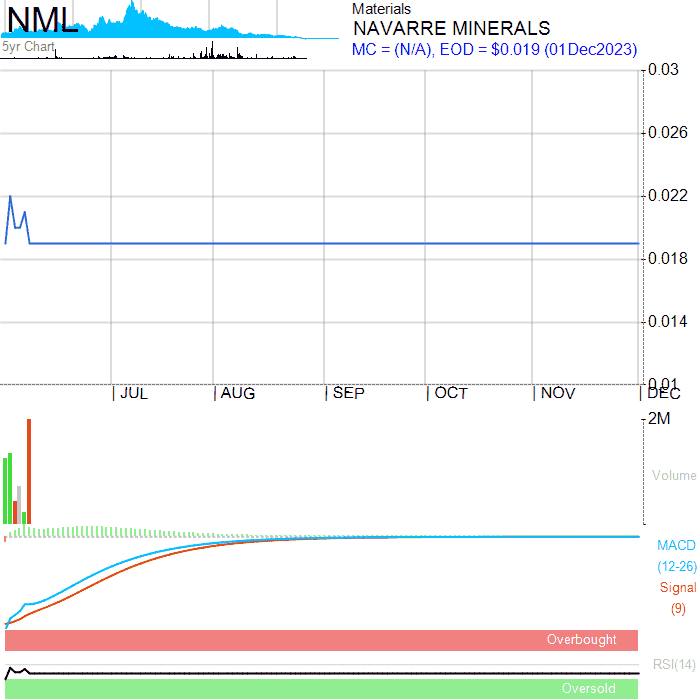 NML
Materials
NAVARRE MINERALS
5yr Chart
MC = (N/A), EOD = $0.019 (01Dec2023)
0.03
0.026
0.022
0.018
0.014
0.01
JUL AUG SEP OCT NOV DEC
2M
Volume
MACD
(12-26)
Signal
(9)
Overbought
RSI(14)
Oversold